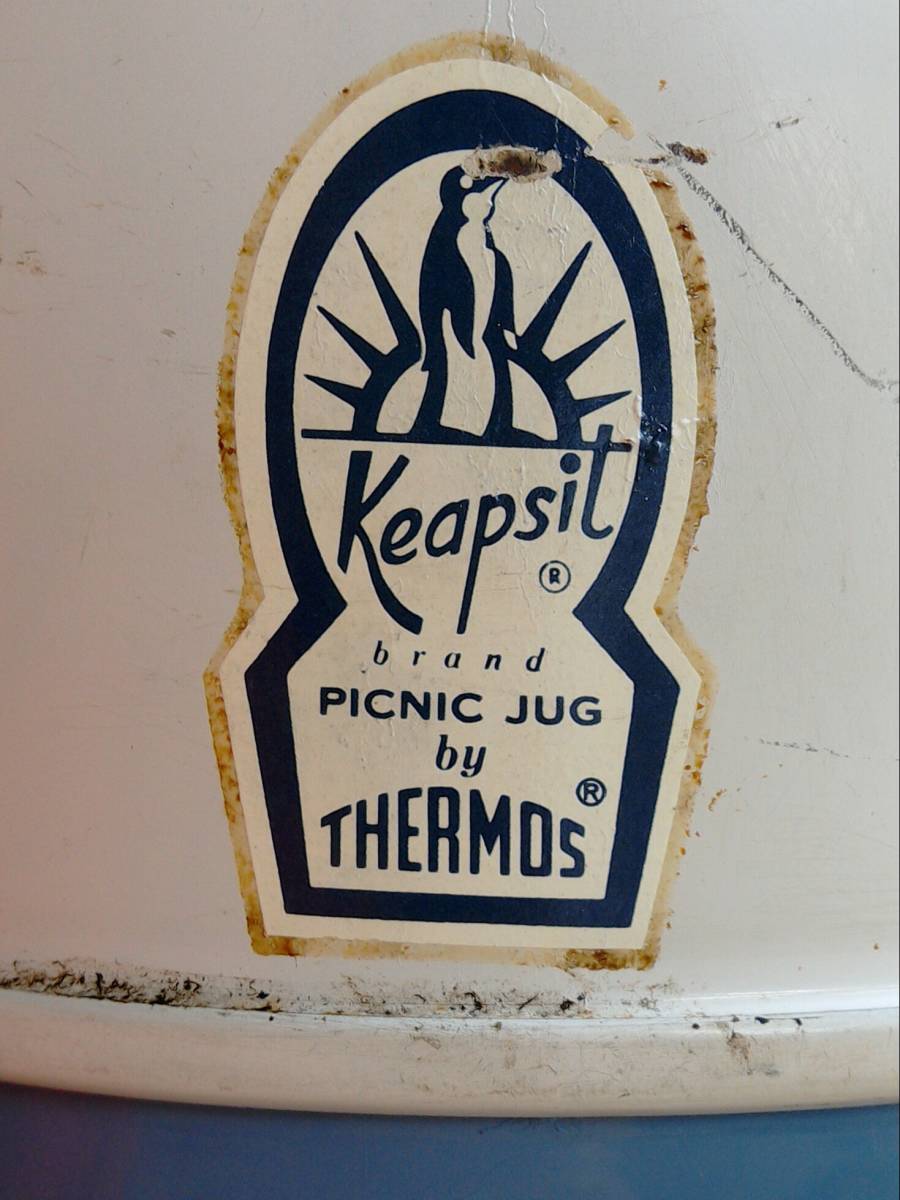 Keapsit
®
brand
PICNIC JUG
by
THERMOS®